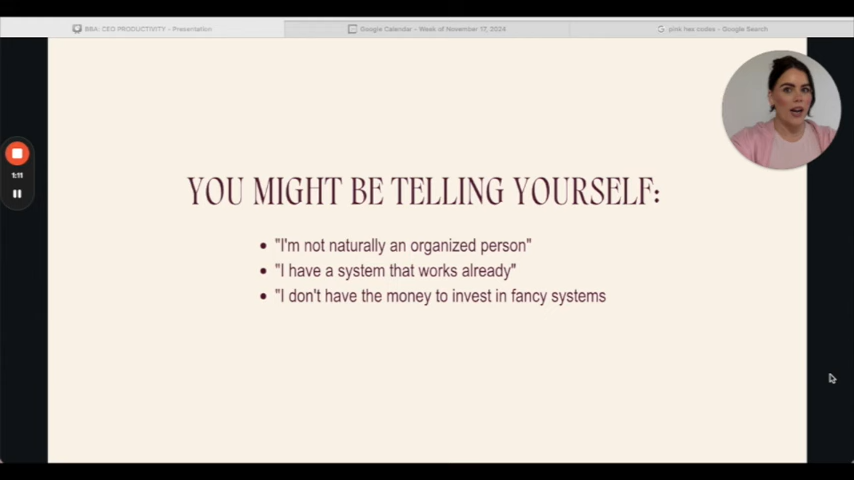 BBA: CEO PRODUCTIVITY - Presentation
Google Calendar - Week of November 17, 2024
pink hex codes - Google Search
1:11
YOU MIGHT BE TELLING YOURSELF:
• "I'm not naturally an organized person"
• "I have a system that works already"
• "I don't have the money to invest in fancy systems